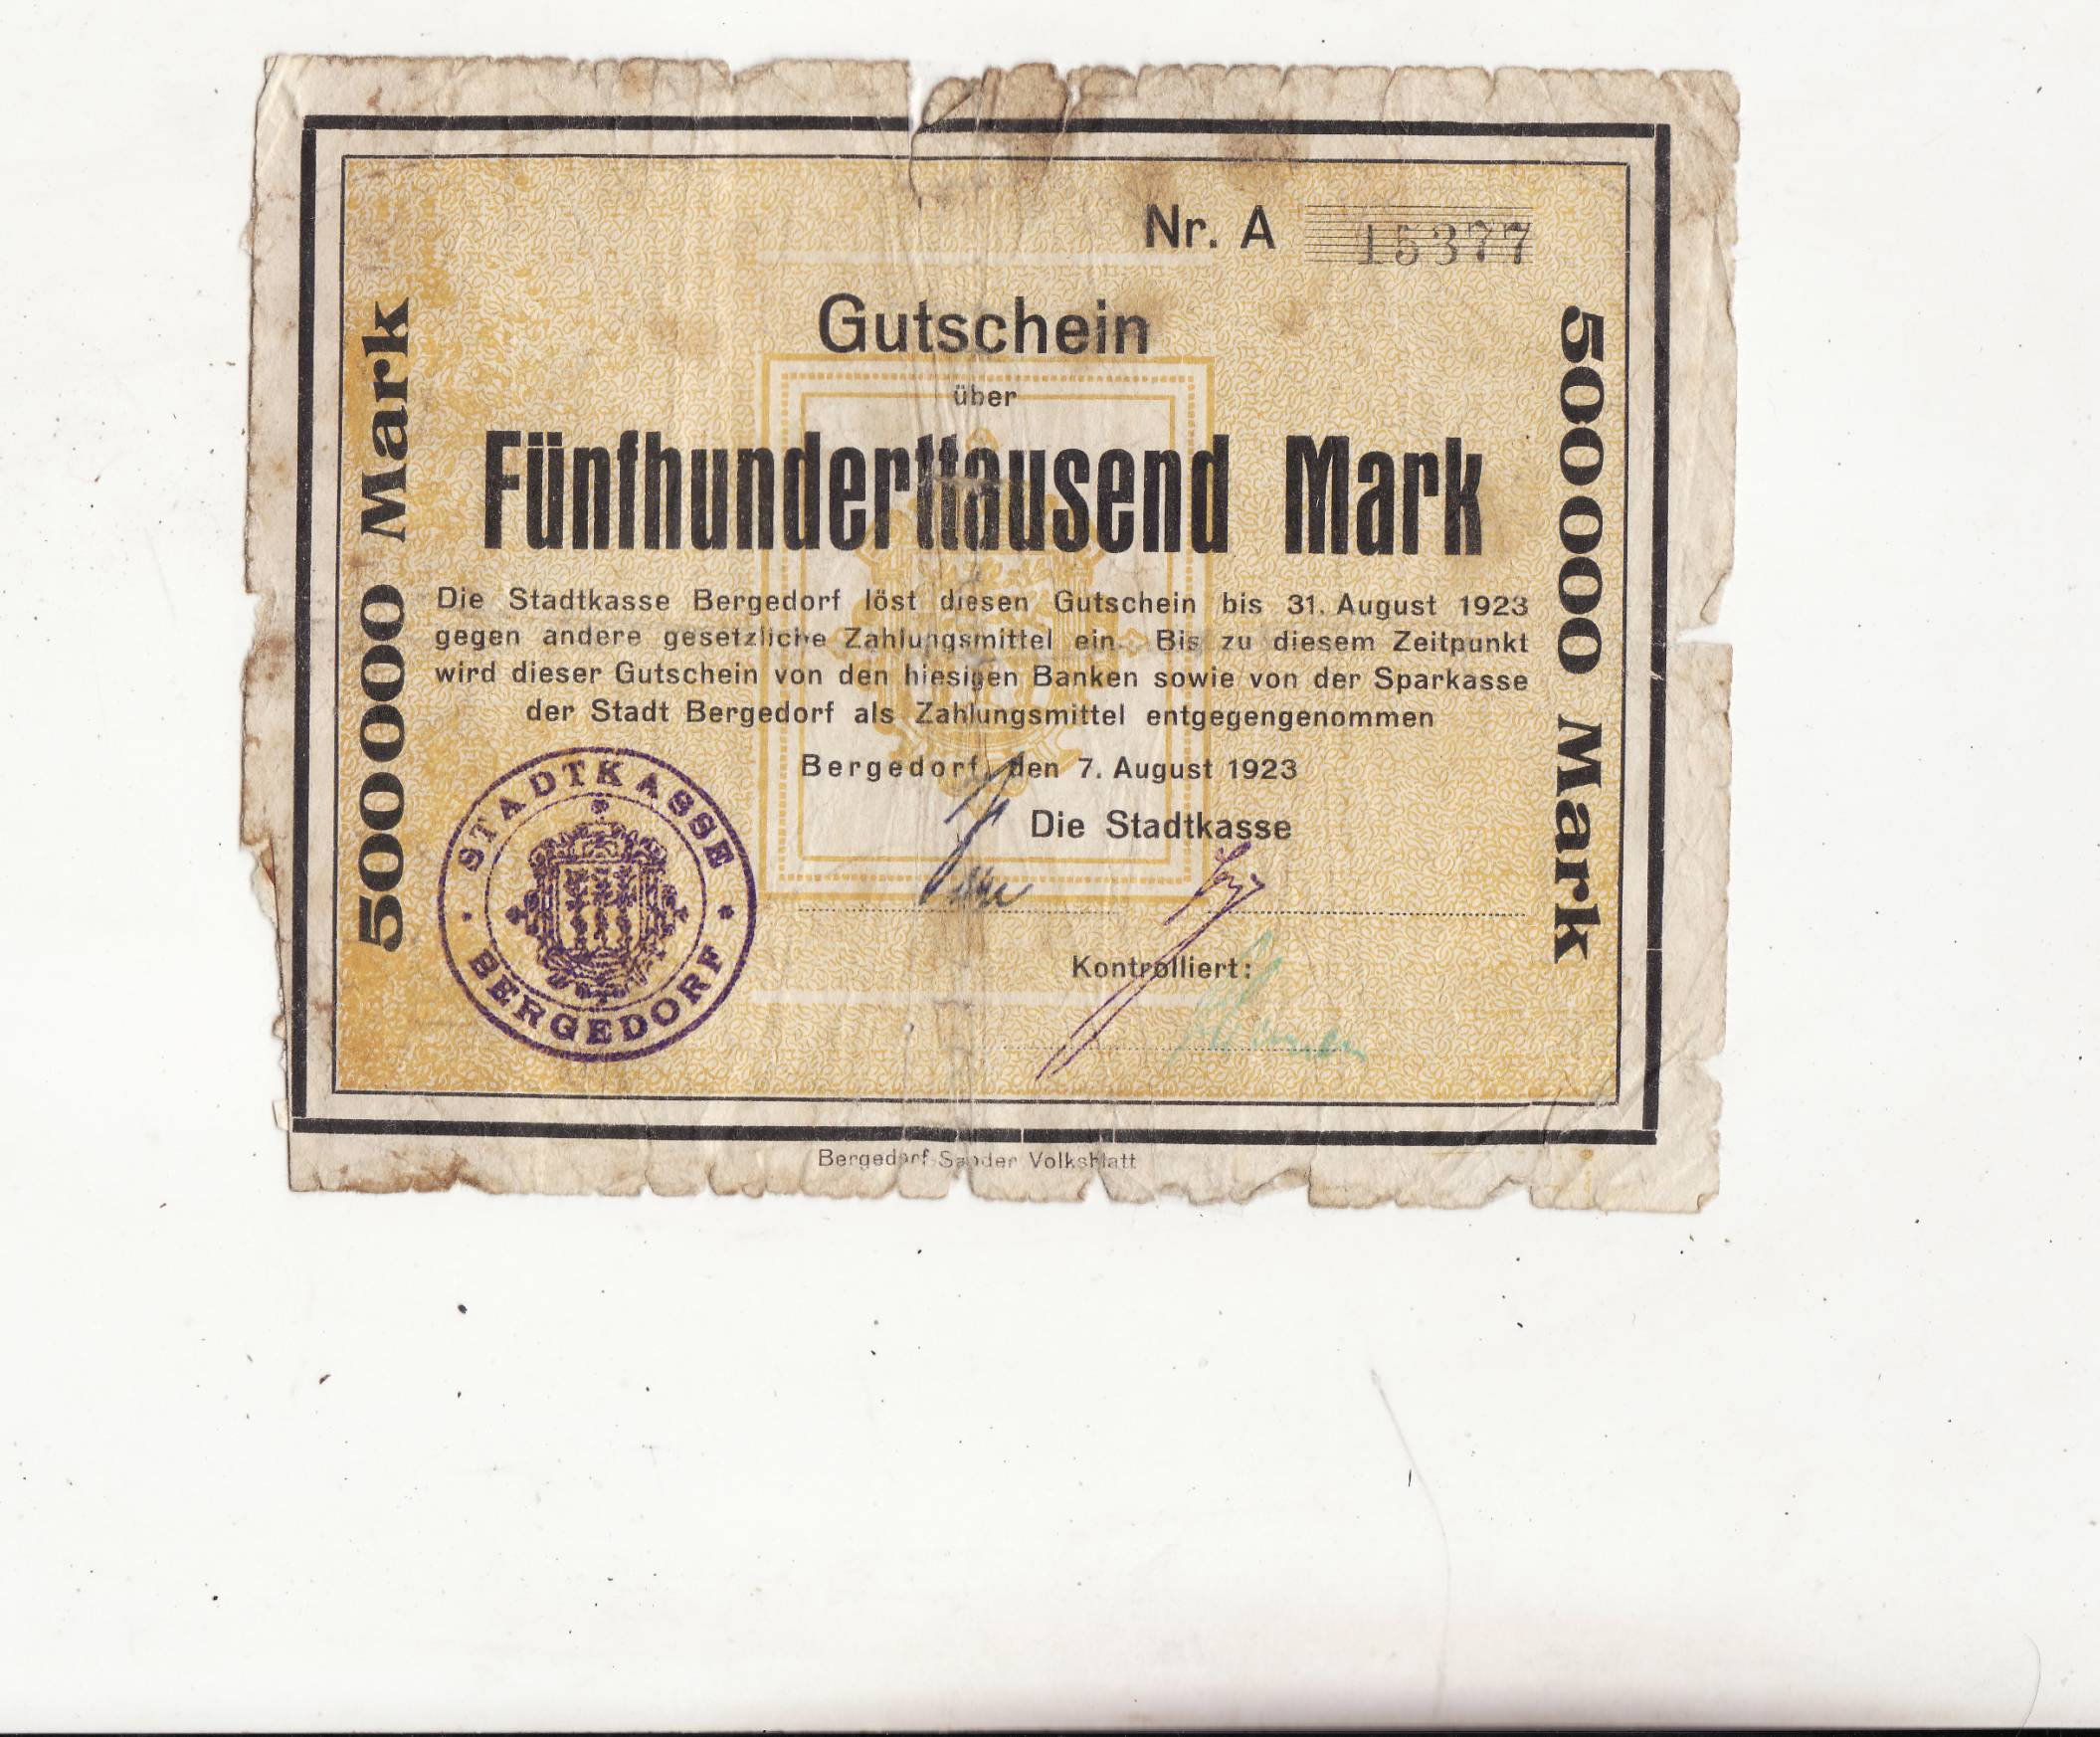 Nr. A 15377
Gutschein
über
Fünfhunderttausend Mark
Die Stadtkasse Bergedorf löst diesen Gutschein bis 31. August 1923
gegen andere gesetzliche Zahlungsmittel ein. Bis zu diesem Zeitpunkt
wird dieser Gutschein von den hiesigen Banken sowie von der Sparkasse
der Stadt Bergedorf als Zahlungsmittel entgegengenommen
Bergedorf, den 7. August 1923
Die Stadtkasse
Kontrolliert:
500000 Mark
500000 Mark
STADTKASSE
BERGEDORF
Bergedorf-Sander Volksblatt